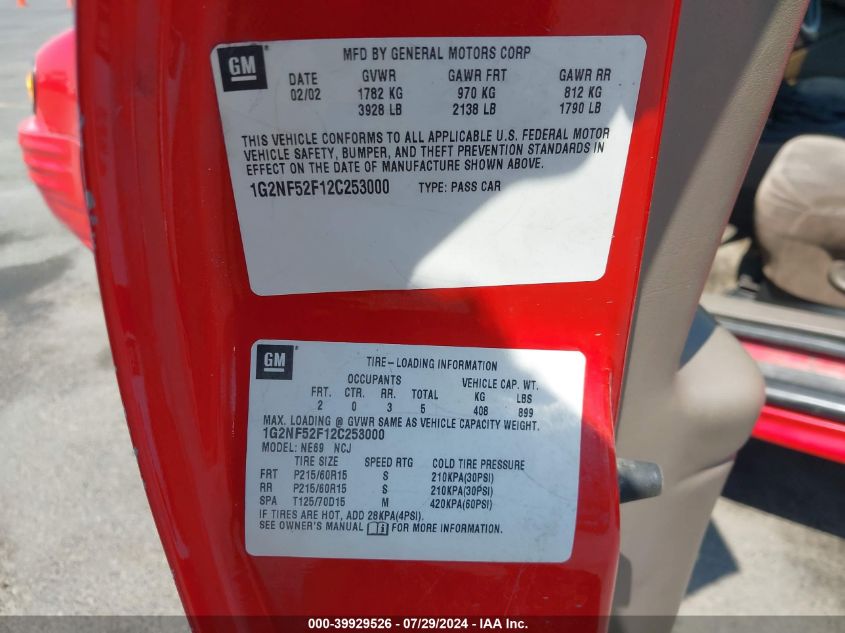 MFD BY GENERAL MOTORS CORP
GM
DATE GVWR GAWR FRT GAWR RR
02/02 1782 KG 970 KG 812 KG
3928 LB 2138 LB 1790 LB
THIS VEHICLE CONFORMS TO ALL APPLICABLE U.S. FEDERAL MOTOR
VEHICLE SAFETY, BUMPER, AND THEFT PREVENTION STANDARDS IN
EFFECT ON THE DATE OF MANUFACTURE SHOWN ABOVE.
1G2NF52F12C253000 TYPE: PASS CAR
GM
TIRE-LOADING INFORMATION
OCCUPANTS VEHICLE CAP. WT.
FRT. CTR. RR. TOTAL KG LBS
2 0 3 5 408 899
MAX. LOADING @ GVWR SAME AS VEHICLE CAPACITY WEIGHT.
1G2NF52F12C253000
MODEL: NE69 NCJ
TIRE SIZE SPEED RTG COLD TIRE PRESSURE
FRT P215/60R15 S 210KPA(30PSI)
RR P215/60R15 S 210KPA(30PSI)
SPA T125/70D15 M 420KPA(60PSI)
IF TIRES ARE HOT, ADD 28KPA(4PSI).
SEE OWNER'S MANUAL FOR MORE INFORMATION.
000-39929526 - 07/29/2024 - IAA Inc.